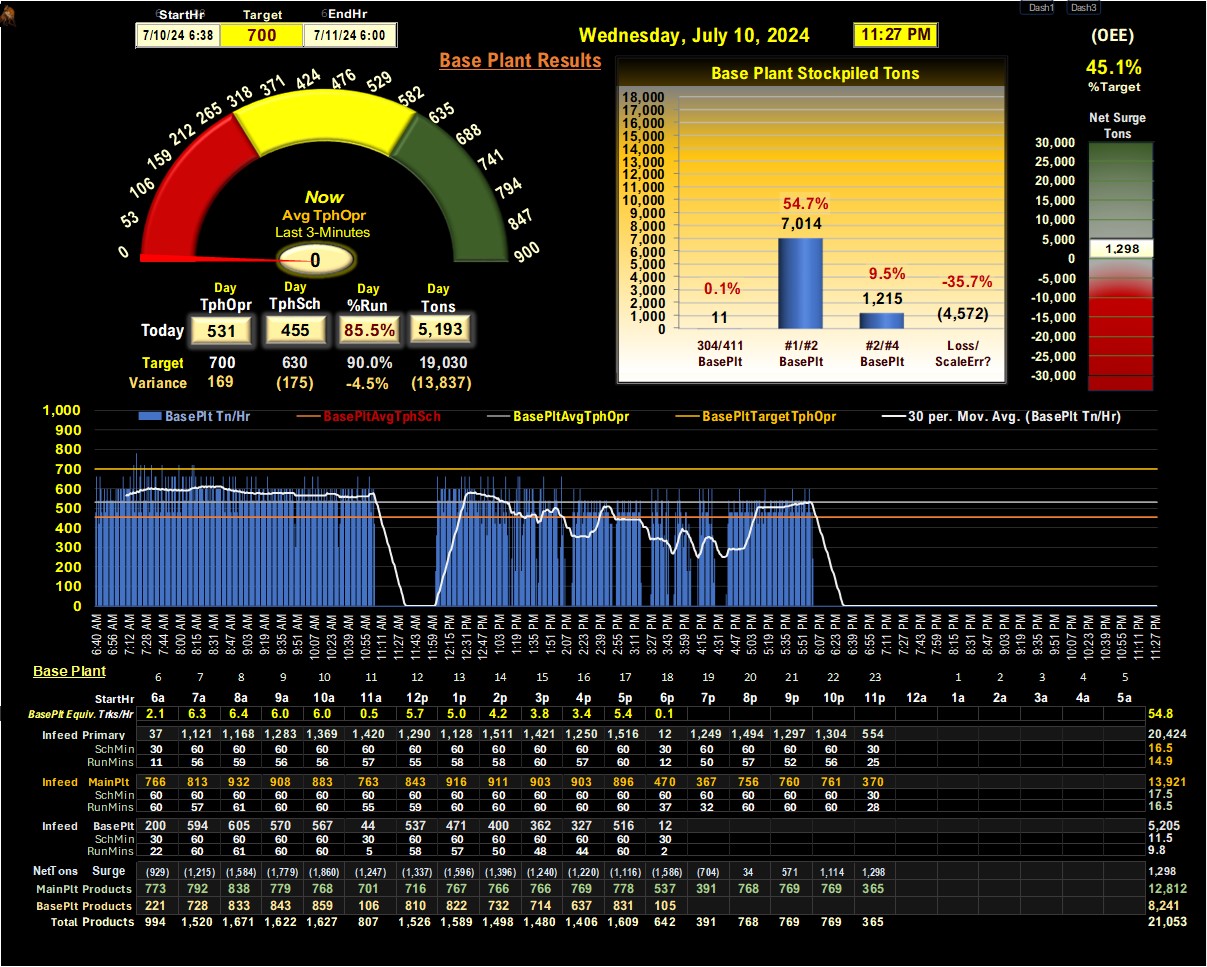 Dash1 Dash3
StartHr Target EndHr
7/10/24 6:38 700 7/11/24 6:00
Wednesday, July 10, 2024 11:27 PM
(OEE)
45.1%
%Target
Base Plant Results
0 53 106 159 212 265 318 371 424 476 529 582 635 688 741 794 847 900
Now
Avg TphOpr
Last 3-Minutes
0
Day Day Day Day
TphOpr TphSch %Run Tons
Today 531 455 85.5% 5,193
Target 700 630 90.0% 19,030
Variance 169 (175) -4.5% (13,837)
Base Plant Stockpiled Tons
18,000
17,000
16,000
15,000
14,000
13,000
12,000
11,000
10,000
9,000
8,000
7,000
6,000
5,000
4,000
3,000
2,000
1,000
0
0.1% 54.7% 9.5% -35.7%
11 7,014 1,215 (4,572)
304/411 #1/#2 #2/#4 Loss/
BasePlt BasePlt BasePlt ScaleErr?
Net Surge
Tons
30,000
25,000
20,000
15,000
10,000
5,000
0
-5,000
-10,000
-15,000
-20,000
-25,000
-30,000
1.298
BasePlt Tn/Hr BasePltAvgTphSch BasePltAvgTphOpr BasePltTargetTphOpr 30 per. Mov. Avg. (BasePlt Tn/Hr)
1,000
900
800
700
600
500
400
300
200
100
0
6:40 AM 6:56 AM 7:12 AM 7:28 AM 7:44 AM 8:00 AM 8:15 AM 8:31 AM 8:47 AM 9:03 AM 9:19 AM 9:35 AM 9:51 AM 10:07 AM 10:23 AM 10:39 AM 10:55 AM 11:11 AM 11:27 AM 11:43 AM 11:59 AM 12:15 PM 12:31 PM 12:47 PM 1:03 PM 1:19 PM 1:35 PM 1:51 PM 2:07 PM 2:23 PM 2:39 PM 2:55 PM 3:11 PM 3:27 PM 3:43 PM 3:59 PM 4:15 PM 4:31 PM 4:47 PM 5:03 PM 5:19 PM 5:35 PM 5:51 PM 6:07 PM 6:23 PM 6:39 PM 6:55 PM 7:11 PM 7:27 PM 7:43 PM 7:59 PM 8:15 PM 8:31 PM 8:47 PM 9:03 PM 9:19 PM 9:35 PM 9:51 PM 10:07 PM 10:23 PM 10:39 PM 10:55 PM 11:11 PM 11:27 PM
Base Plant
6 7 8 9 10 11 12 13 14 15 16 17 18 19 20 21 22 23 1 2 3 4 5
StartHr 6a 7a 8a 9a 10a 11a 12p 1p 2p 3p 4p 5p 6p 7p 8p 9p 10p 11p 12a 1a 2a 3a 4a 5a
BasePlt Equiv. Trks/Hr 2.1 6.3 6.4 6.0 6.0 0.5 5.7 5.0 4.2 3.8 3.4 5.4 0.1 54.8
Infeed Primary 37 1,121 1,168 1,283 1,369 1,420 1,290 1,128 1,511 1,421 1,250 1,516 12 1,249 1,494 1,297 1,304 554 20,424
SchMin 30 60 60 60 60 60 60 60 60 60 60 60 30 60 60 60 60 30 16.5
RunMins 11 56 59 56 56 57 55 58 58 60 57 60 12 50 57 52 56 25 14.9
Infeed MainPlt 766 813 932 908 883 763 843 916 911 903 903 896 470 367 756 760 761 370 13,921
SchMin 60 60 60 60 60 60 60 60 60 60 60 60 60 60 60 60 60 30 17.5
RunMins 60 57 61 60 60 55 59 60 60 60 60 60 37 32 60 60 60 28 16.5
Infeed BasePlt 200 594 605 570 567 44 537 471 400 362 327 516 12 5,205
SchMin 30 60 60 60 60 30 60 60 60 60 60 60 30 11.5
RunMins 22 60 61 60 60 5 58 57 50 48 44 60 2 9.8
NetTons Surge (929) (1,215) (1,584) (1,779) (1,860) (1,247) (1,337) (1,596) (1,396) (1,240) (1,220) (1,116) (1,586) (704) 34 571 1,114 1,298 1,298
MainPlt Products 773 792 838 779 768 701 716 767 766 766 769 778 537 391 768 769 769 365 12,812
BasePlt Products 221 728 833 843 859 106 810 822 732 714 637 831 105 8,241
Total Products 994 1,520 1,671 1,622 1,627 807 1,526 1,589 1,498 1,480 1,406 1,609 642 391 768 769 769 365 21,053